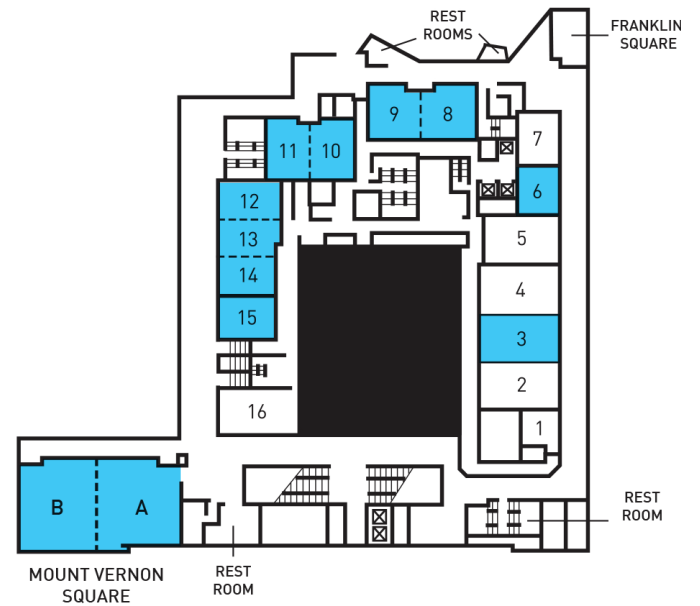 REST
ROOMS
FRANKLIN
SQUARE
9
8
7
11
10
6
12
13
5
14
4
15
3
2
16
1
B
A
REST
ROOM
MOUNT VERNON
SQUARE
REST
ROOM